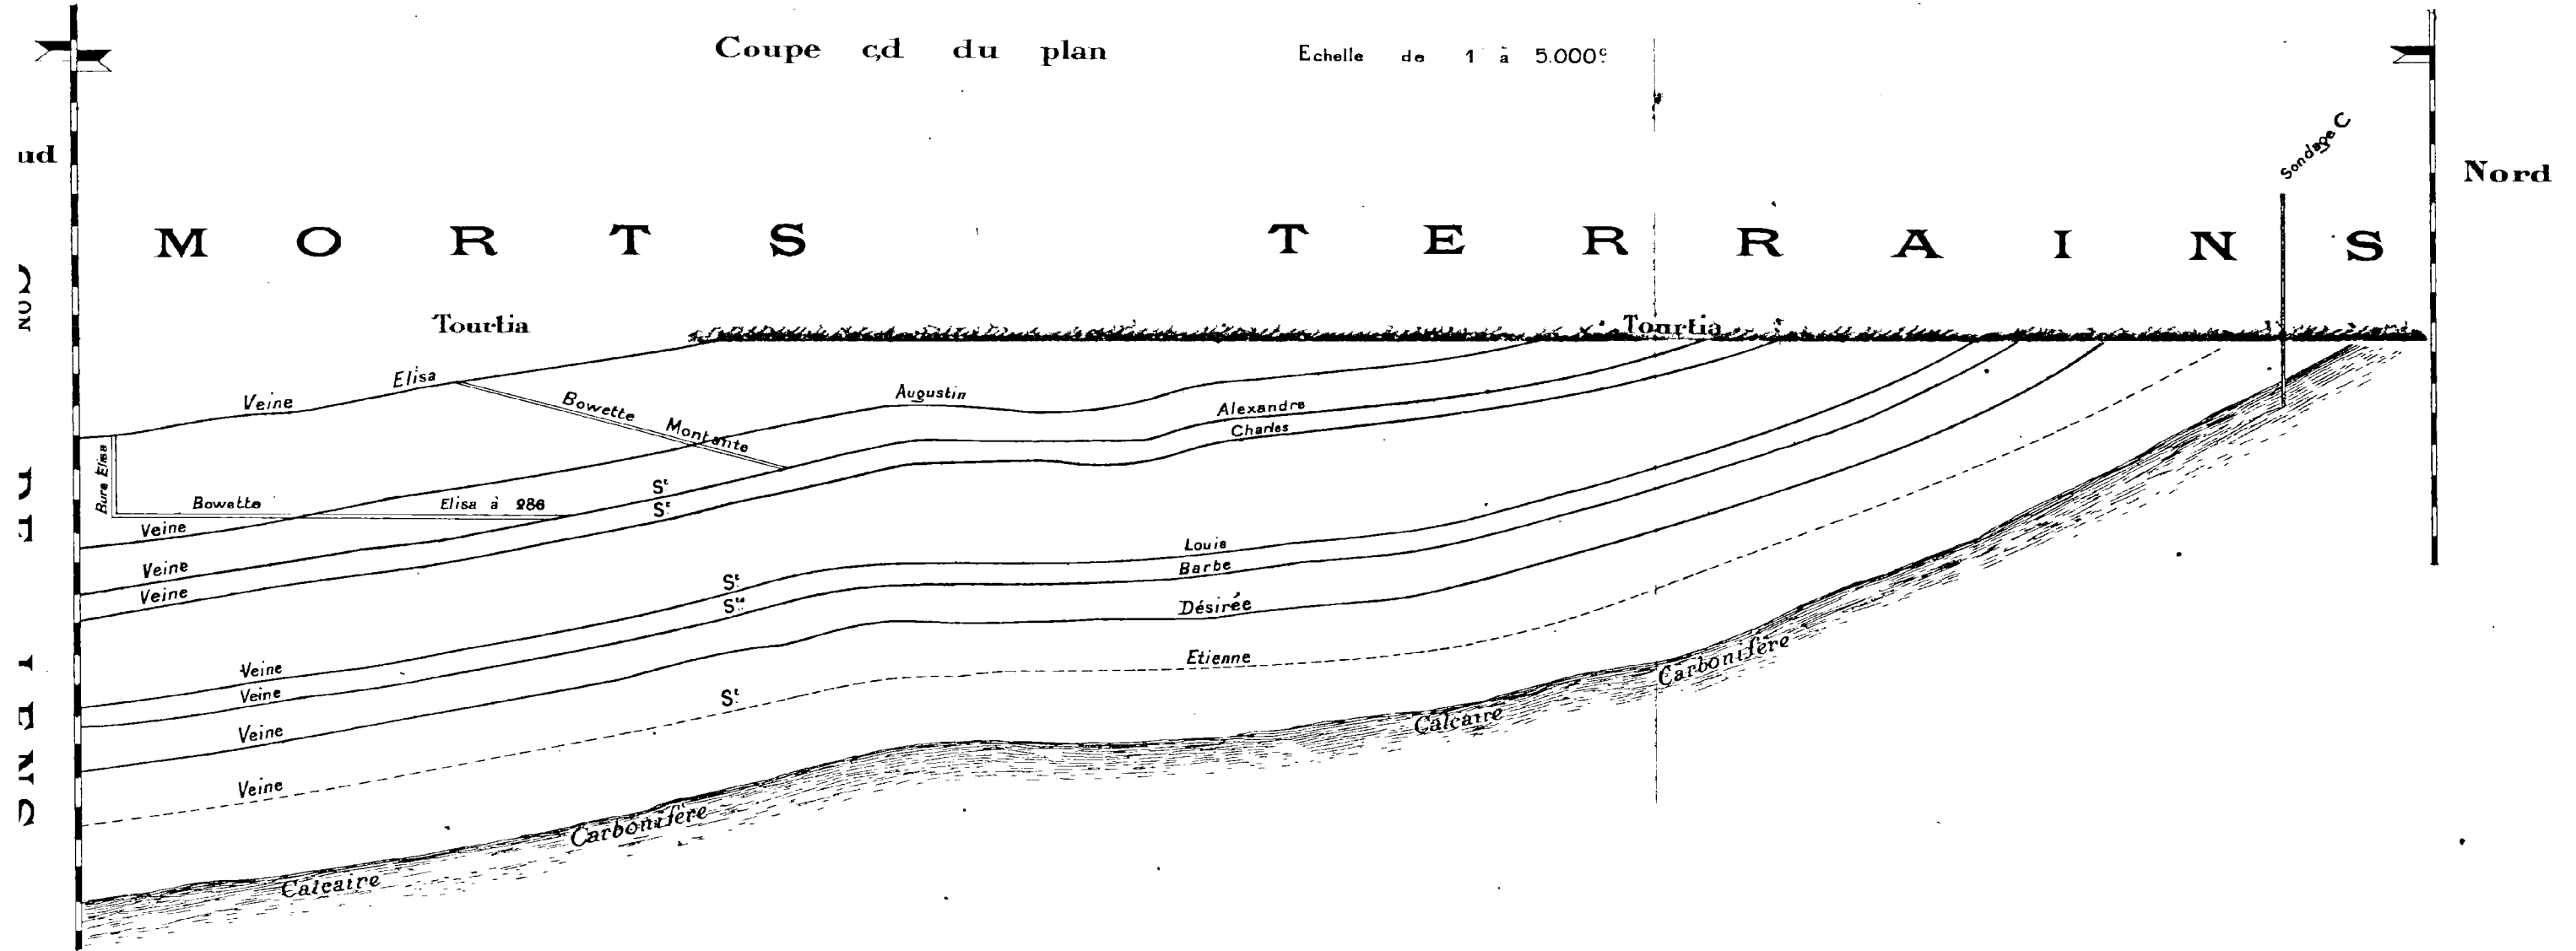 Coupe c,d du plan
Echelle de 1 à 5.000ᵉ
ud
Nord
Sondage C
MORTS TERRAINS
Tourtia
Tourtia
Veine Elisa
Bowette Montante
Augustin
Alexandre
Charles
Bure Elisa
Bowette Elisa à 286
Veine
Veine Sᵗ
Veine Sᵗ
Louis
Barbe
Désirée
Etienne
Veine Sᵗ
Veine Sᵗᵉ
Veine
Veine Sᵗ
Calcaire Carbonifère
Calcaire Carbonifère